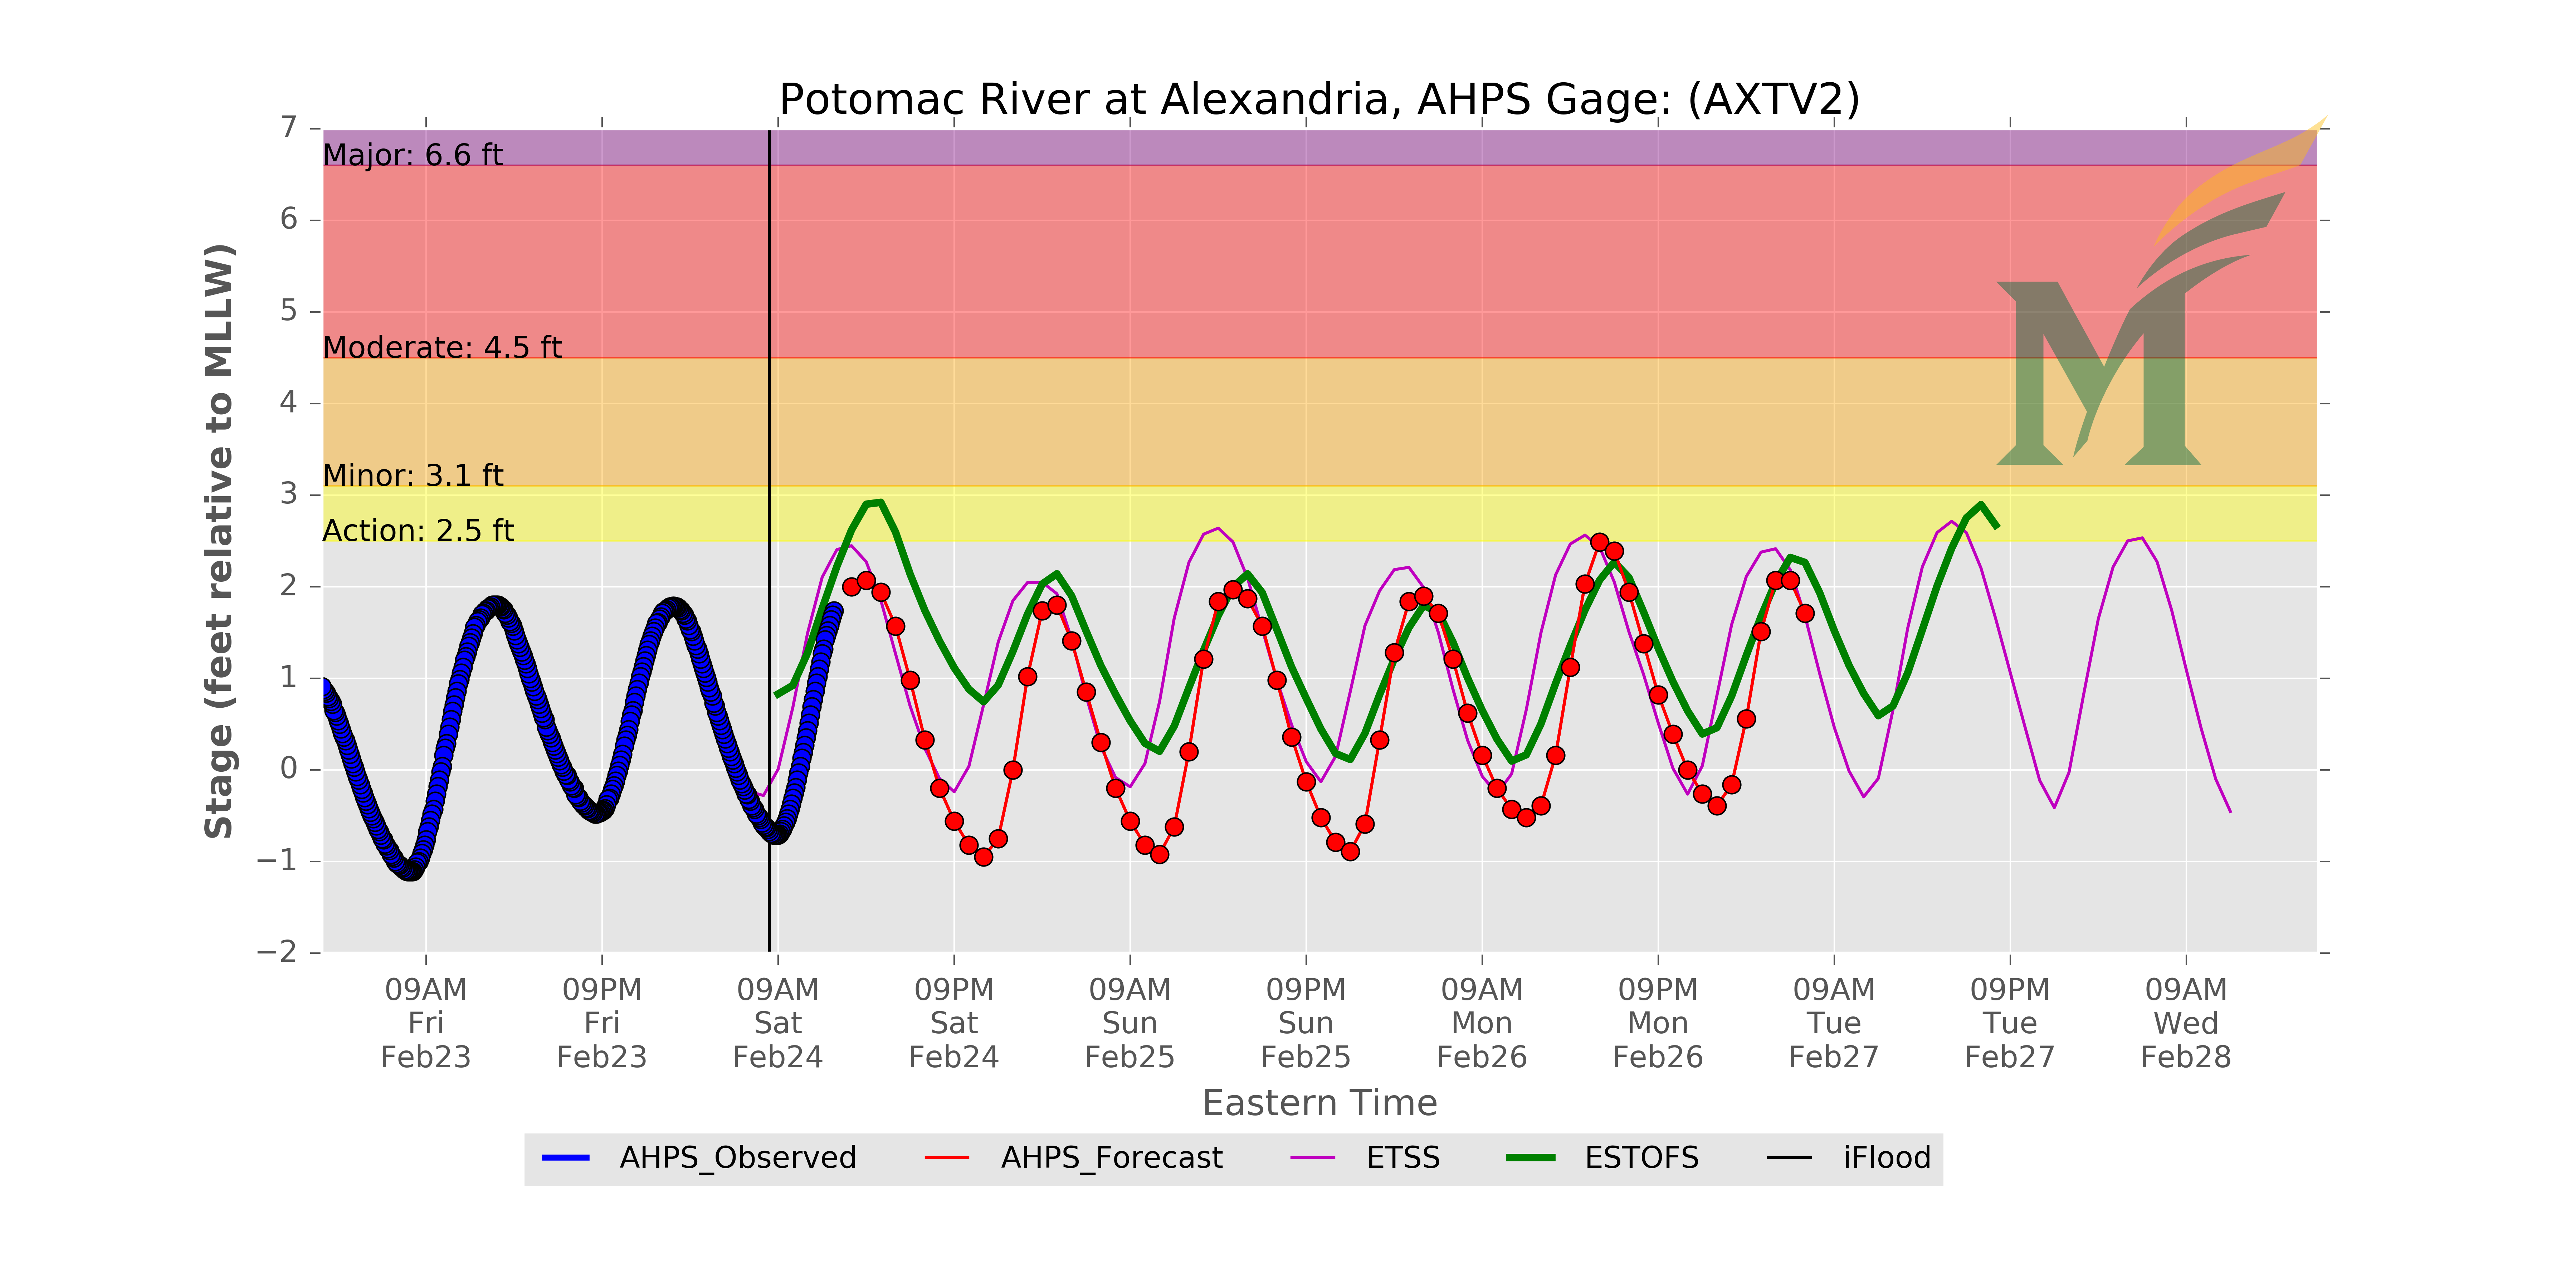 Potomac River at Alexandria, AHPS Gage: (AXTV2)
Stage (feet relative to MLLW)
7
6
5
4
3
2
1
0
−1
−2
Major: 6.6 ft
Moderate: 4.5 ft
Minor: 3.1 ft
Action: 2.5 ft
09AM 09PM 09AM 09PM 09AM 09PM 09AM 09PM 09AM 09PM 09AM
Fri Fri Sat Sat Sun Sun Mon Mon Tue Tue Wed
Feb23 Feb23 Feb24 Feb24 Feb25 Feb25 Feb26 Feb26 Feb27 Feb27 Feb28
Eastern Time
AHPS_Observed AHPS_Forecast ETSS ESTOFS iFlood